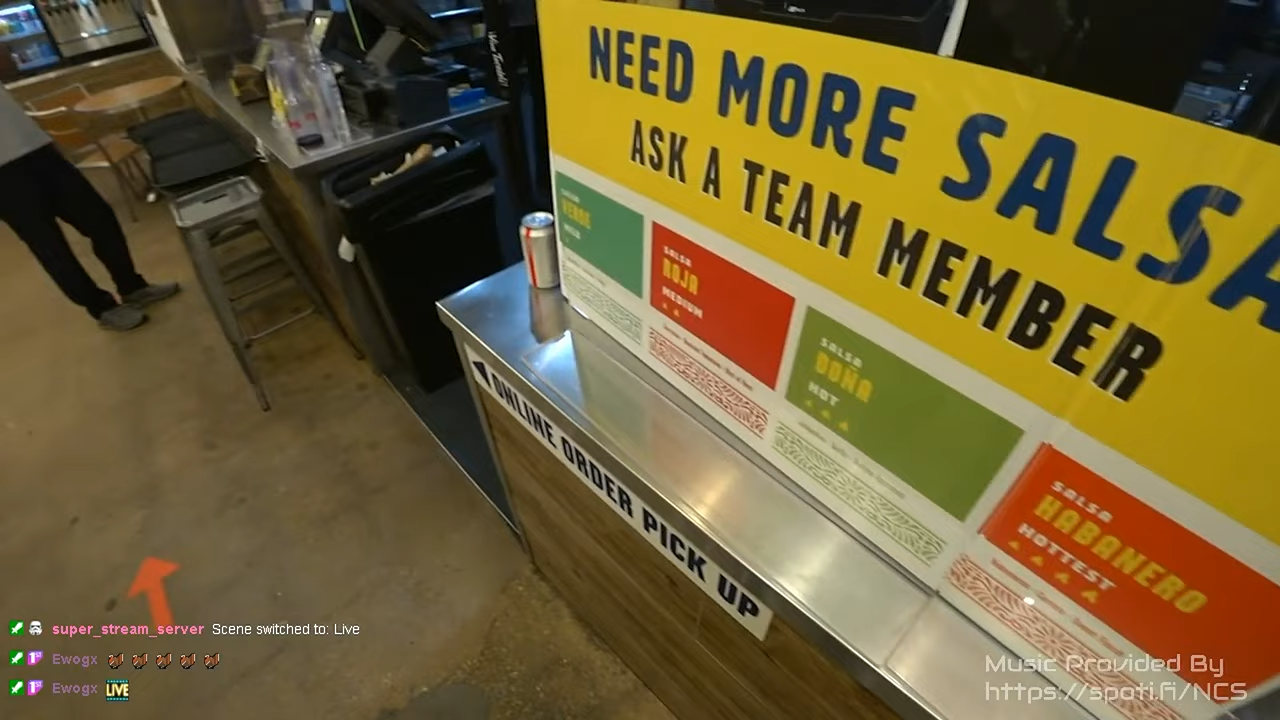 NEED MORE SALSA
ASK A TEAM MEMBER
SALSA
VERDE
MILD
SALSA
ROJA
MEDIUM
SALSA
DOÑA
HOT
SALSA
HABANERO
HOTTEST
ONLINE ORDER PICK UP
super_stream_server Scene switched to: Live
Ewogx
Ewogx LIVE
Music Provided By
https://spoti.fi/NCS